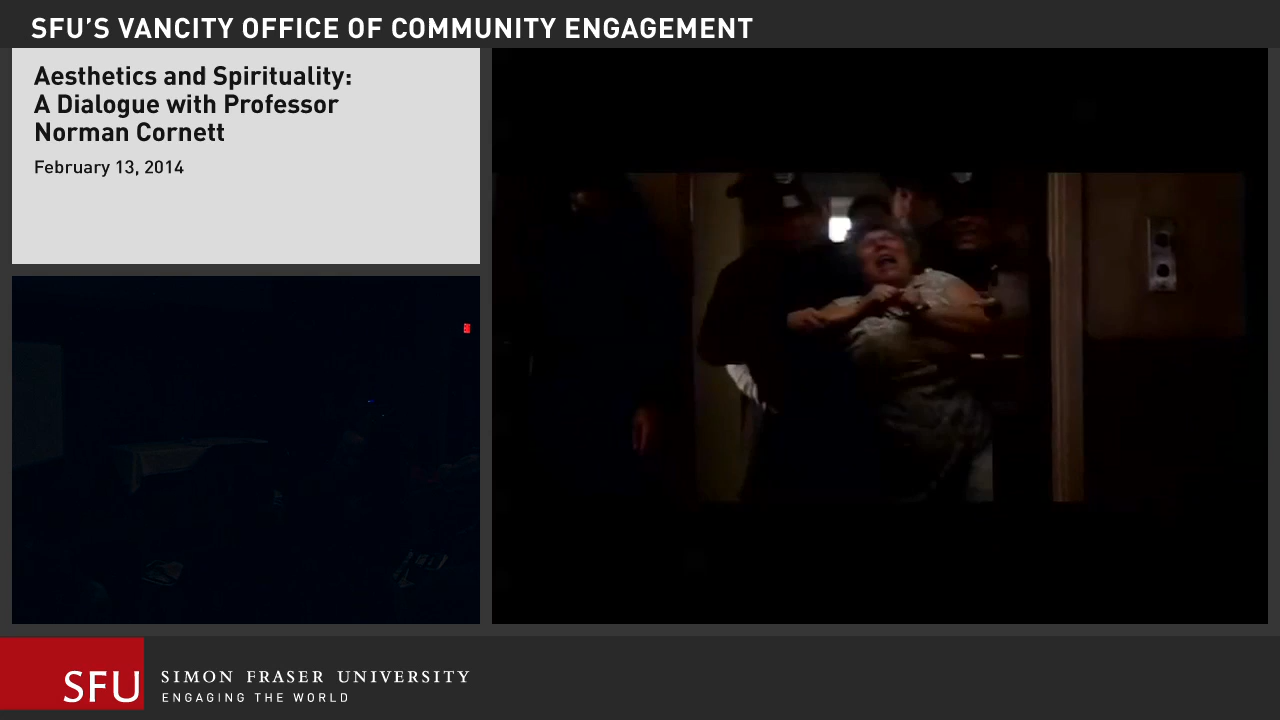 SFU’S VANCITY OFFICE OF COMMUNITY ENGAGEMENT
Aesthetics and Spirituality:
A Dialogue with Professor
Norman Cornett
February 13, 2014
SFU
SIMON FRASER UNIVERSITY
ENGAGING THE WORLD